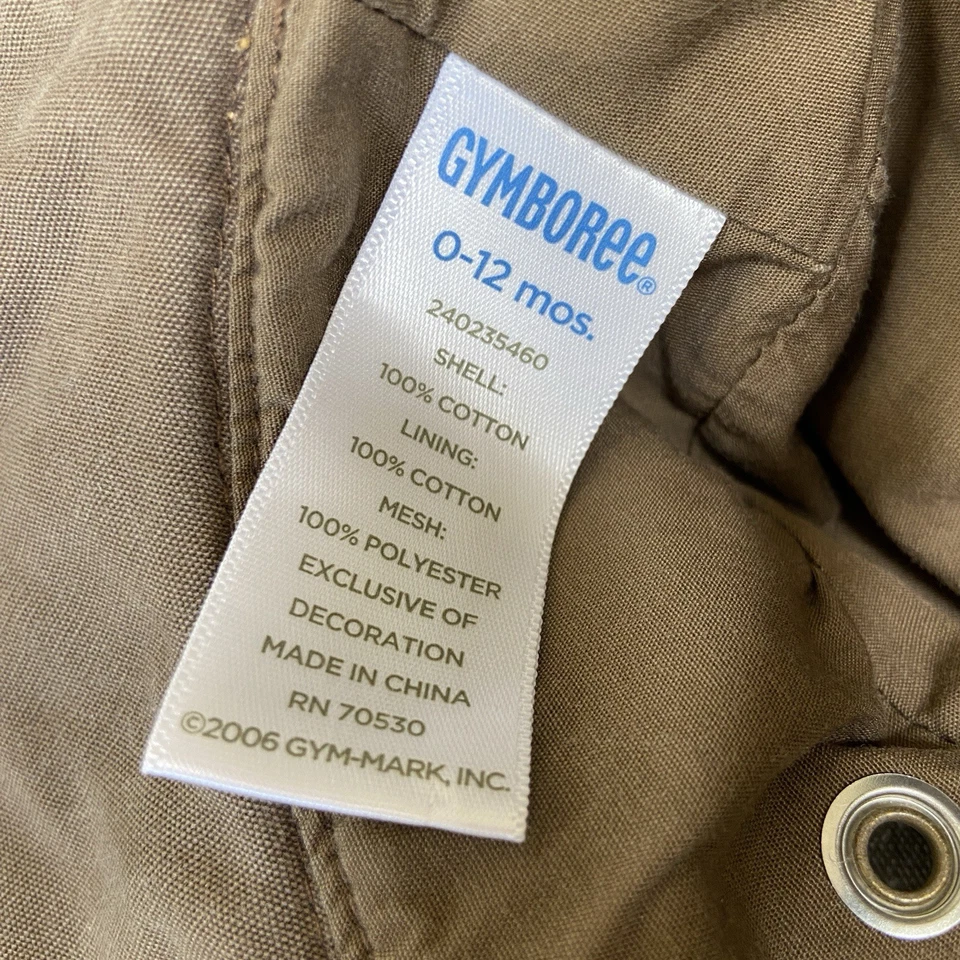 GYMBOREE®
0-12 mos.
240235460
SHELL:
100% COTTON
LINING:
100% COTTON
MESH:
100% POLYESTER
EXCLUSIVE OF
DECORATION
MADE IN CHINA
RN 70530
©2006 GYM-MARK, INC.